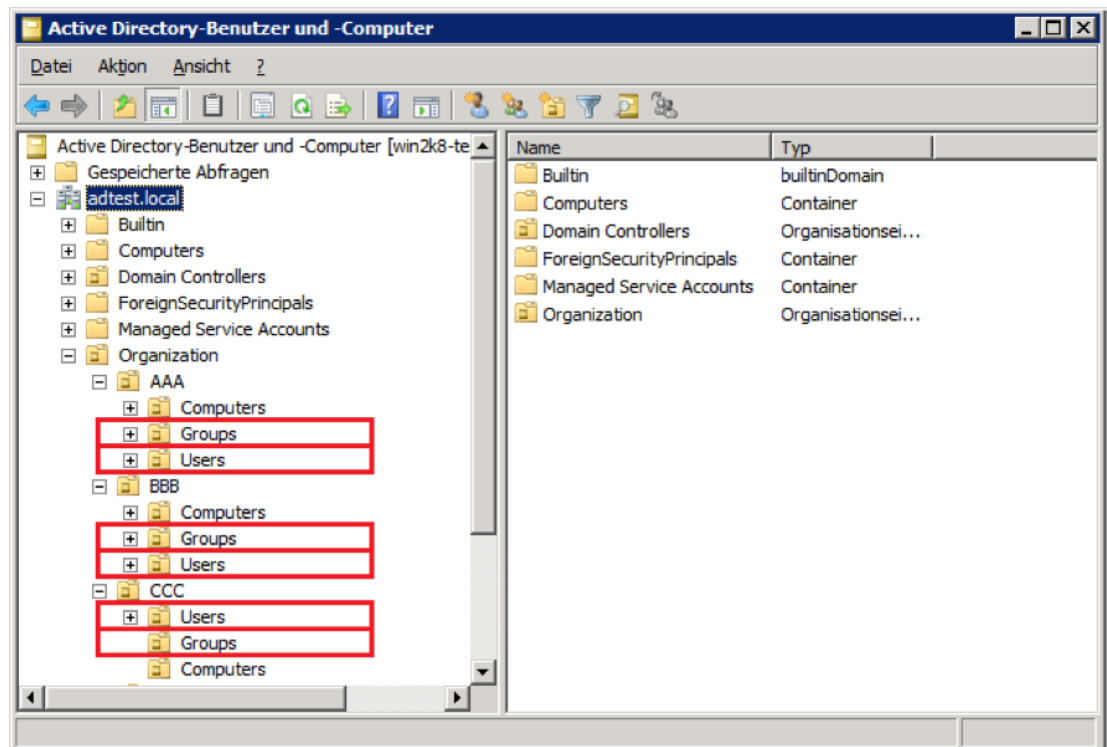 Active Directory-Benutzer und -Computer
Datei Aktion Ansicht ?
Active Directory-Benutzer und -Computer [win2k8-te
Gespeicherte Abfragen
adtest.local
Builtin
Computers
Domain Controllers
ForeignSecurityPrincipals
Managed Service Accounts
Organization
AAA
Computers
Groups
Users
BBB
Computers
Groups
Users
CCC
Users
Groups
Computers
Name Typ
Builtin builtinDomain
Computers Container
Domain Controllers Organisationsei...
ForeignSecurityPrincipals Container
Managed Service Accounts Container
Organization Organisationsei...